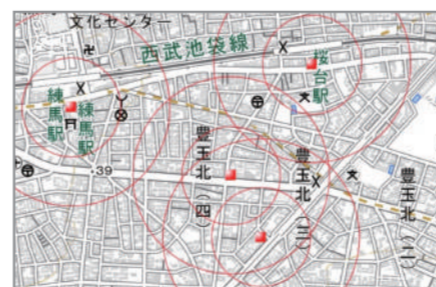 文化センター
西武池袋線
桜台駅
練馬駅
練馬駅
豊玉北(四)
豊玉北(三)
豊玉北(二)
39